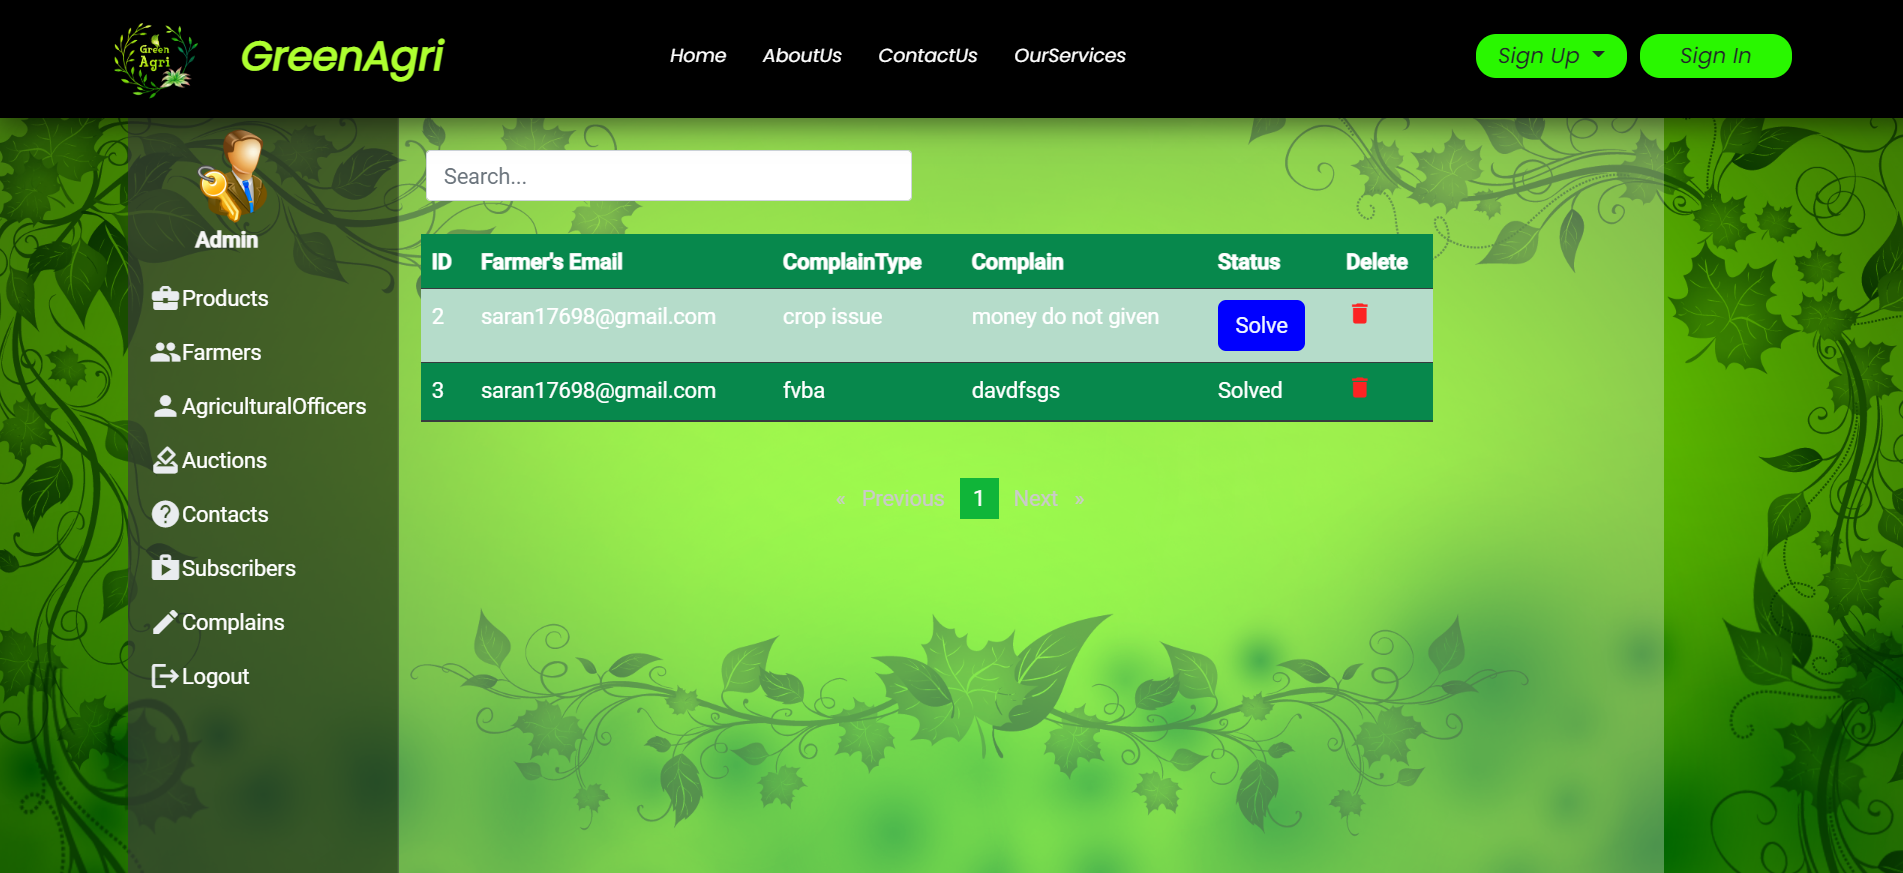 Green
Agri
GreenAgri
Home AboutUs ContactUs OurServices
Sign Up Sign In
Admin
Products
Farmers
AgriculturalOfficers
Auctions
Contacts
Subscribers
Complains
Logout
Search...
ID Farmer's Email ComplainType Complain Status Delete
2 saran17698@gmail.com crop issue money do not given Solve
3 saran17698@gmail.com fvba davdfsgs Solved
« Previous 1 Next »